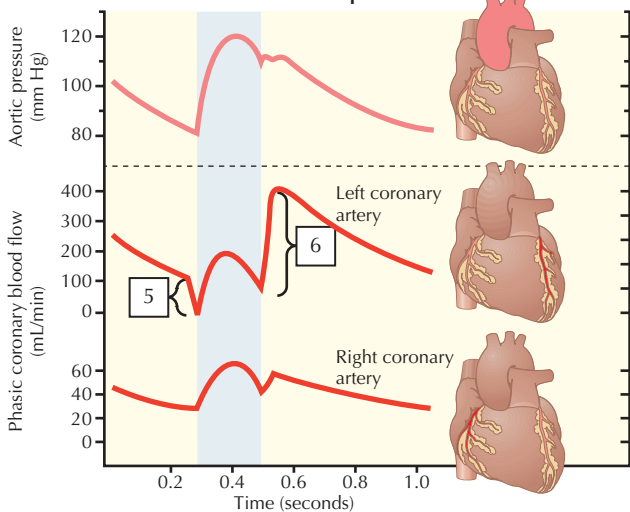 Aortic pressure
(mm Hg)
120
100
80
Phasic coronary blood flow
(mL/min)
400
300
200
100
0
Left coronary
artery
5
6
60
40
20
0
Right coronary
artery
0.2
0.4
0.6
0.8
1.0
Time (seconds)